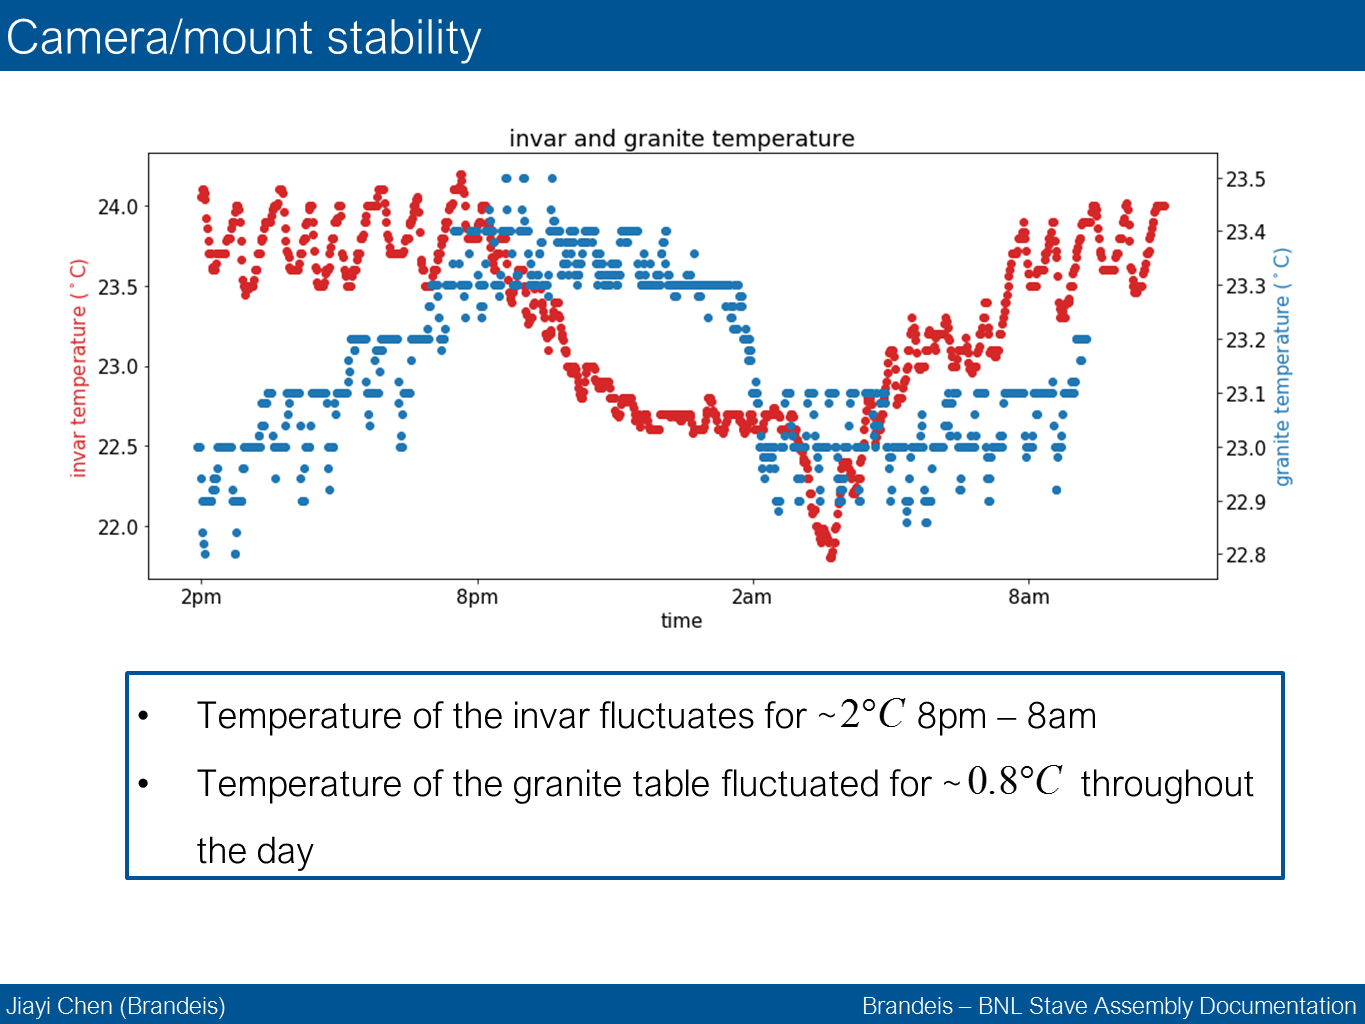 Camera/mount stability
invar and granite temperature
24.0
23.5
23.0
22.5
22.0
invar temperature (°C)
23.5
23.4
23.3
23.2
23.1
23.0
22.9
22.8
granite temperature (°C)
2pm 8pm 2am 8am
time
• Temperature of the invar fluctuates for ~2°C 8pm – 8am
• Temperature of the granite table fluctuated for ~0.8°C throughout
the day
Jiayi Chen (Brandeis)
Brandeis – BNL Stave Assembly Documentation